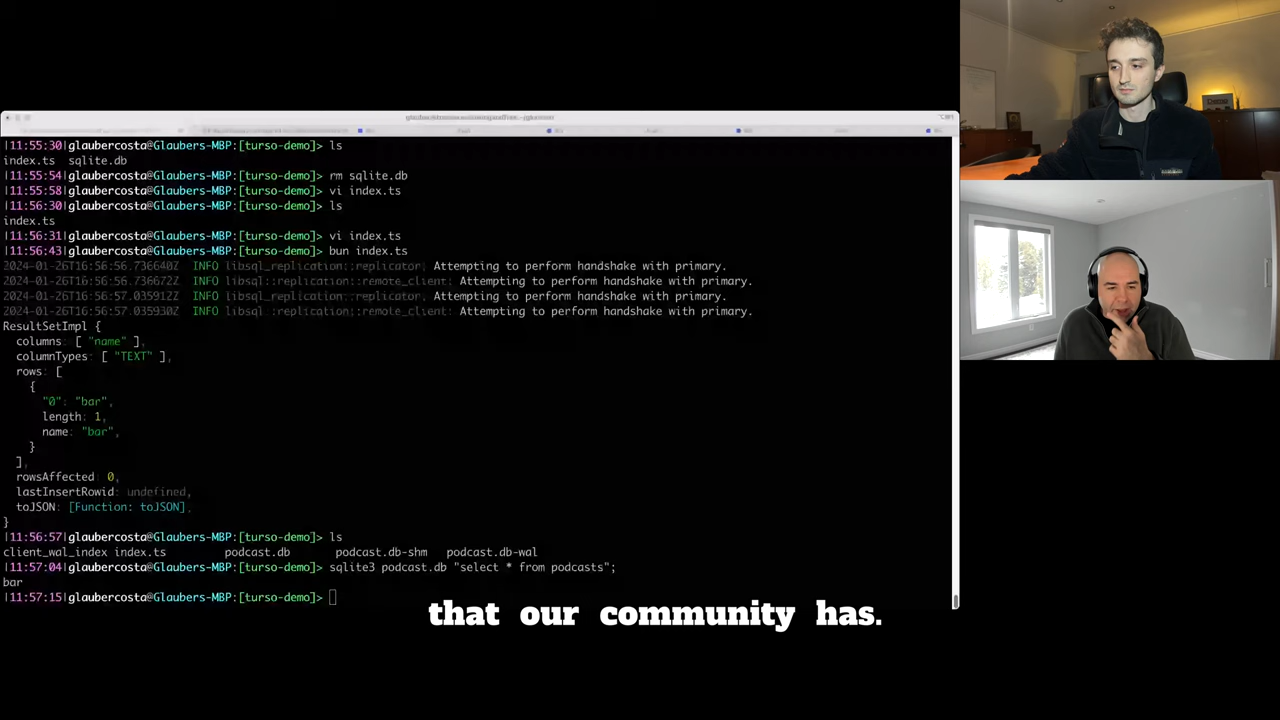 |11:55:30|glaubercosta@Glaubers-MBP:[turso-demo]> ls
index.ts  sqlite.db
|11:55:54|glaubercosta@Glaubers-MBP:[turso-demo]> rm sqlite.db
|11:55:58|glaubercosta@Glaubers-MBP:[turso-demo]> vi index.ts
|11:56:30|glaubercosta@Glaubers-MBP:[turso-demo]> ls
index.ts
|11:56:31|glaubercosta@Glaubers-MBP:[turso-demo]> vi index.ts
|11:56:43|glaubercosta@Glaubers-MBP:[turso-demo]> bun index.ts
2024-01-26T16:56:56.736640Z  INFO libsql_replication::replicator: Attempting to perform handshake with primary.
2024-01-26T16:56:56.736672Z  INFO libsql::replication::remote_client: Attempting to perform handshake with primary.
2024-01-26T16:56:57.035912Z  INFO libsql_replication::replicator: Attempting to perform handshake with primary.
2024-01-26T16:56:57.035930Z  INFO libsql::replication::remote_client: Attempting to perform handshake with primary.
ResultSetImpl {
  columns: [ "name" ],
  columnTypes: [ "TEXT" ],
  rows: [
    {
      "0": "bar",
      length: 1,
      name: "bar",
    }
  ],
  rowsAffected: 0,
  lastInsertRowid: undefined,
  toJSON: [Function: toJSON],
}
|11:56:57|glaubercosta@Glaubers-MBP:[turso-demo]> ls
client_wal_index index.ts         podcast.db       podcast.db-shm   podcast.db-wal
|11:57:04|glaubercosta@Glaubers-MBP:[turso-demo]> sqlite3 podcast.db "select * from podcasts";
bar
|11:57:15|glaubercosta@Glaubers-MBP:[turso-demo]>
that our community has.